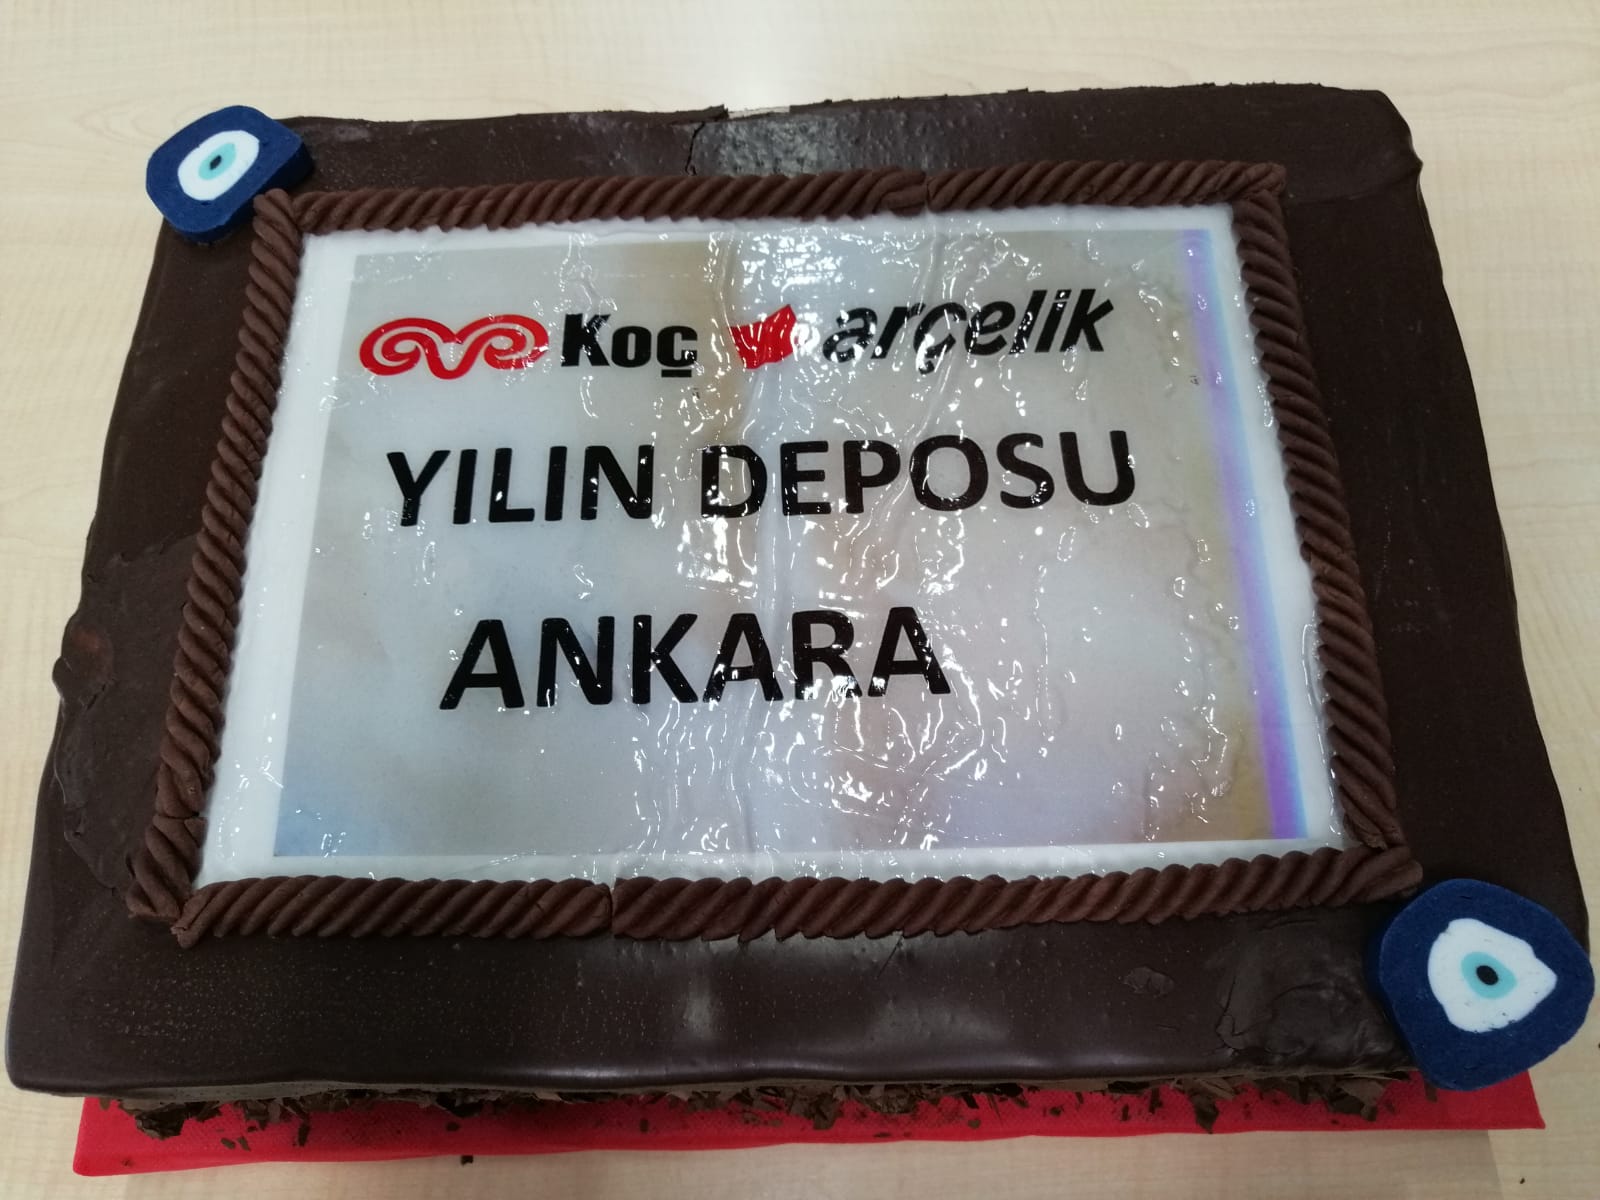 Koç arçelik
YILIN DEPOSU
ANKARA